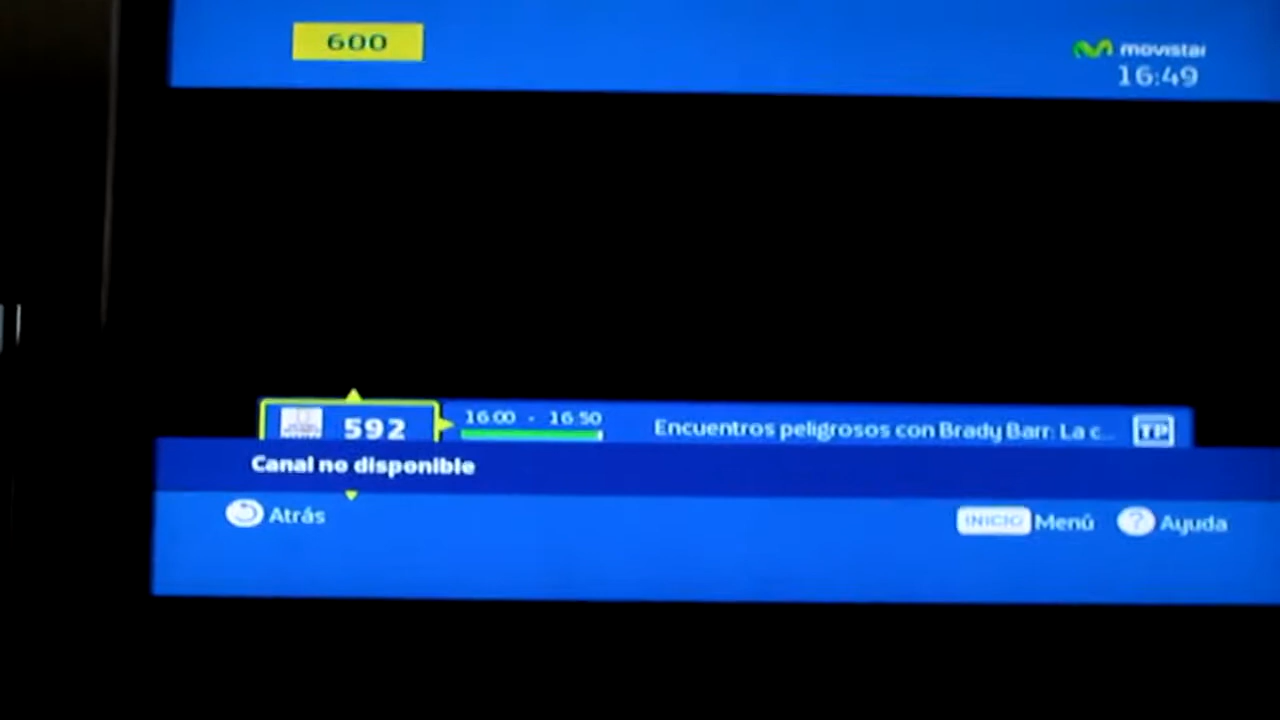 600
movistar
16:49
592
16:00 - 16:50
Encuentros peligrosos con Brady Barr: La c...
TP
Canal no disponible
Atrás
INICIO Menú
? Ayuda